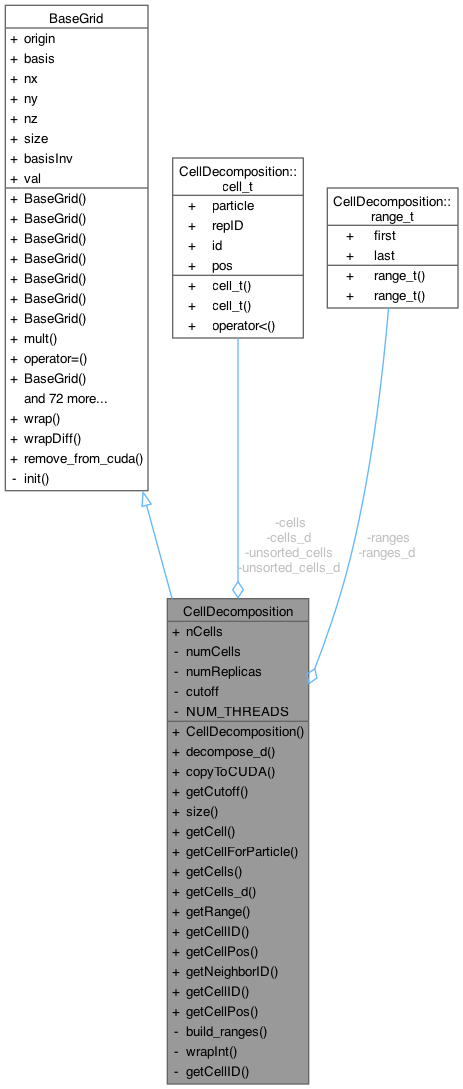 BaseGrid
+ origin
+ basis
+ nx
+ ny
+ nz
+ size
+ basisInv
+ val
+ BaseGrid()
+ BaseGrid()
+ BaseGrid()
+ BaseGrid()
+ BaseGrid()
+ BaseGrid()
+ BaseGrid()
+ mult()
+ operator=()
+ BaseGrid()
and 72 more...
+ wrap()
+ wrapDiff()
+ remove_from_cuda()
- init()
CellDecomposition::
cell_t
+ particle
+ repID
+ id
+ pos
+ cell_t()
+ cell_t()
+ operator<()
CellDecomposition::
range_t
+ first
+ last
+ range_t()
+ range_t()
-cells
-cells_d
-unsorted_cells
-unsorted_cells_d
-ranges
-ranges_d
CellDecomposition
+ nCells
- numCells
- numReplicas
- cutoff
- NUM_THREADS
+ CellDecomposition()
+ decompose_d()
+ copyToCUDA()
+ getCutoff()
+ size()
+ getCell()
+ getCellForParticle()
+ getCells()
+ getCells_d()
+ getRange()
+ getCellID()
+ getCellPos()
+ getNeighborID()
+ getCellID()
+ getCellPos()
- build_ranges()
- wrapInt()
- getCellID()